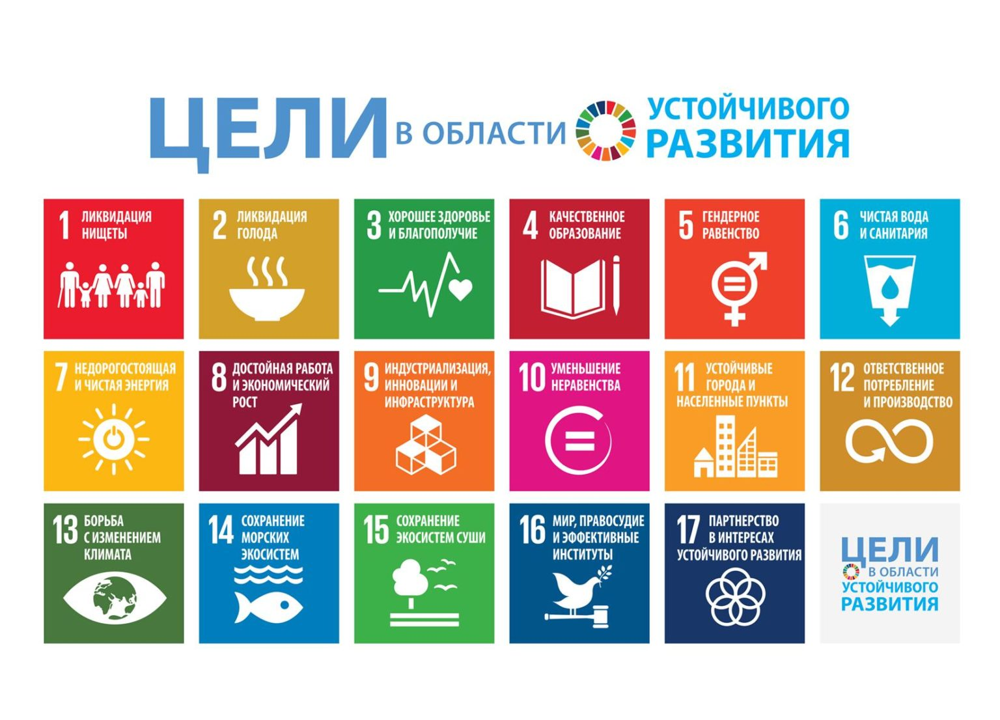 ЦЕЛИ В ОБЛАСТИ
УСТОЙЧИВОГО
РАЗВИТИЯ
1 ЛИКВИДАЦИЯ
НИЩЕТЫ
2 ЛИКВИДАЦИЯ
ГОЛОДА
3 ХОРОШЕЕ ЗДОРОВЬЕ
И БЛАГОПОЛУЧИЕ
4 КАЧЕСТВЕННОЕ
ОБРАЗОВАНИЕ
5 ГЕНДЕРНОЕ
РАВЕНСТВО
6 ЧИСТАЯ ВОДА
И САНИТАРИЯ
7 НЕДОРОГОСТОЯЩАЯ
И ЧИСТАЯ ЭНЕРГИЯ
8 ДОСТОЙНАЯ РАБОТА
И ЭКОНОМИЧЕСКИЙ
РОСТ
9 ИНДУСТРИАЛИЗАЦИЯ,
ИННОВАЦИИ И
ИНФРАСТРУКТУРА
10 УМЕНЬШЕНИЕ
НЕРАВЕНСТВА
11 УСТОЙЧИВЫЕ
ГОРОДА И
НАСЕЛЕННЫЕ ПУНКТЫ
12 ОТВЕТСТВЕННОЕ
ПОТРЕБЛЕНИЕ
И ПРОИЗВОДСТВО
13 БОРЬБА
С ИЗМЕНЕНИЕМ
КЛИМАТА
14 СОХРАНЕНИЕ
МОРСКИХ
ЭКОСИСТЕМ
15 СОХРАНЕНИЕ
ЭКОСИСТЕМ СУШИ
16 МИР, ПРАВОСУДИЕ
И ЭФФЕКТИВНЫЕ
ИНСТИТУТЫ
17 ПАРТНЕРСТВО
В ИНТЕРЕСАХ
УСТОЙЧИВОГО РАЗВИТИЯ
ЦЕЛИ
В ОБЛАСТИ
УСТОЙЧИВОГО
РАЗВИТИЯ